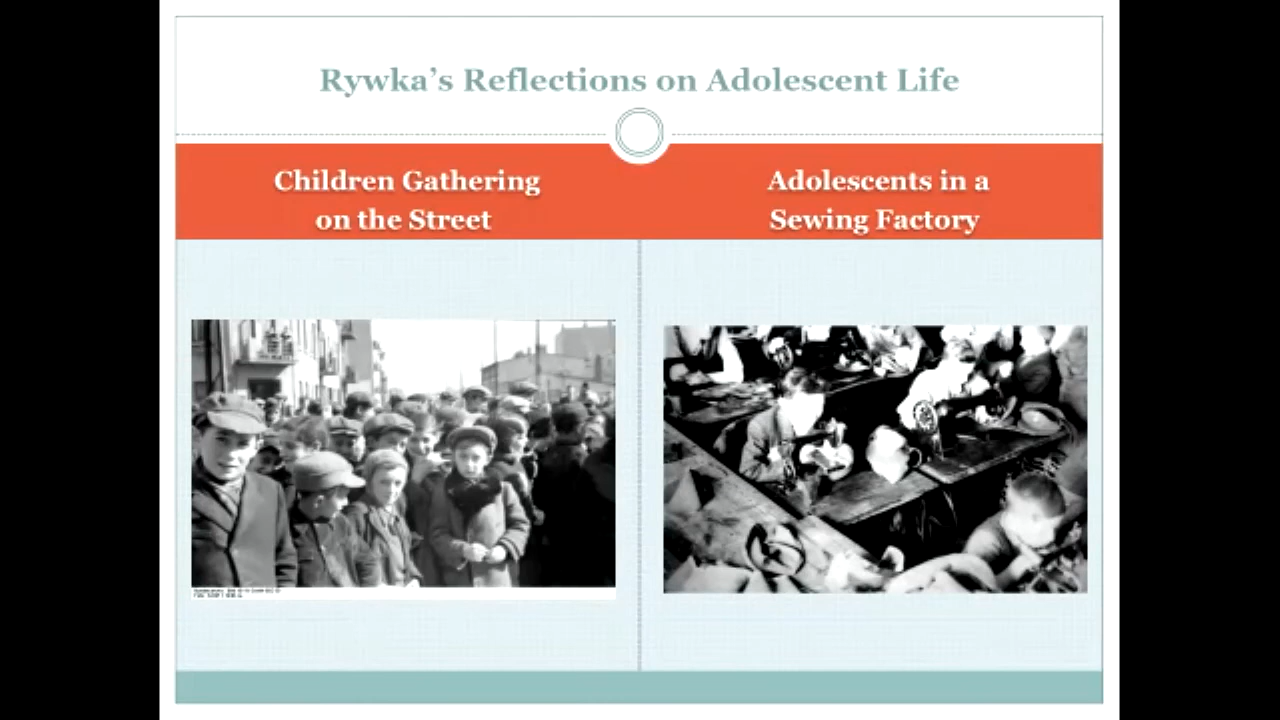 Rywka's Reflections on Adolescent Life
Children Gathering
on the Street
Adolescents in a
Sewing Factory